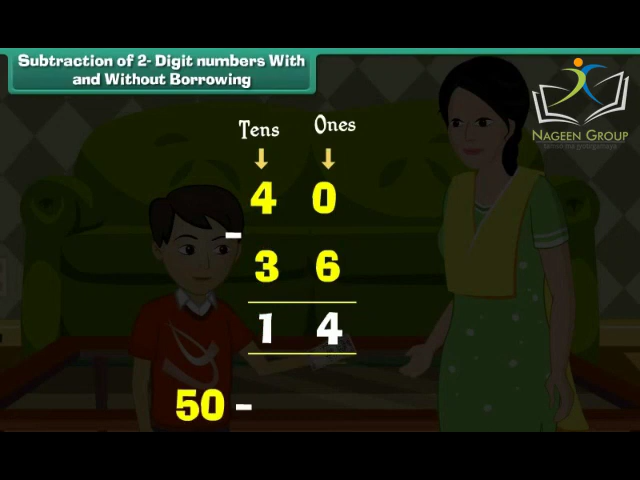 Subtraction of 2- Digit numbers With
and Without Borrowing
NAGEEN GROUP
Tens Ones
4 0
-
3 6
1 4
50 -